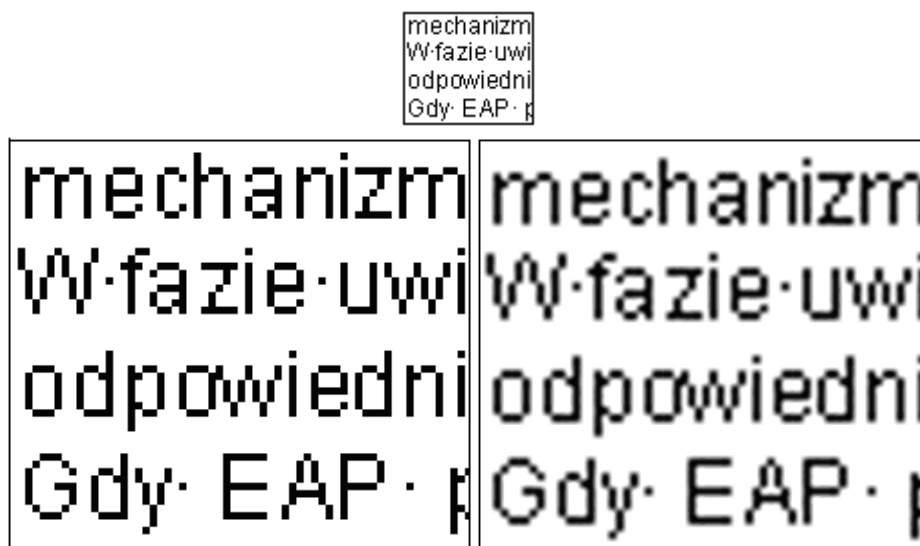 mechanizm
W·fazie·uwi
odpowiedni
Gdy· EAP · p
mechanizm
W·fazie·uwi
odpowiedni
Gdy· EAP · p
mechanizm
W·fazie·uwi
odpowiedni
Gdy· EAP · p